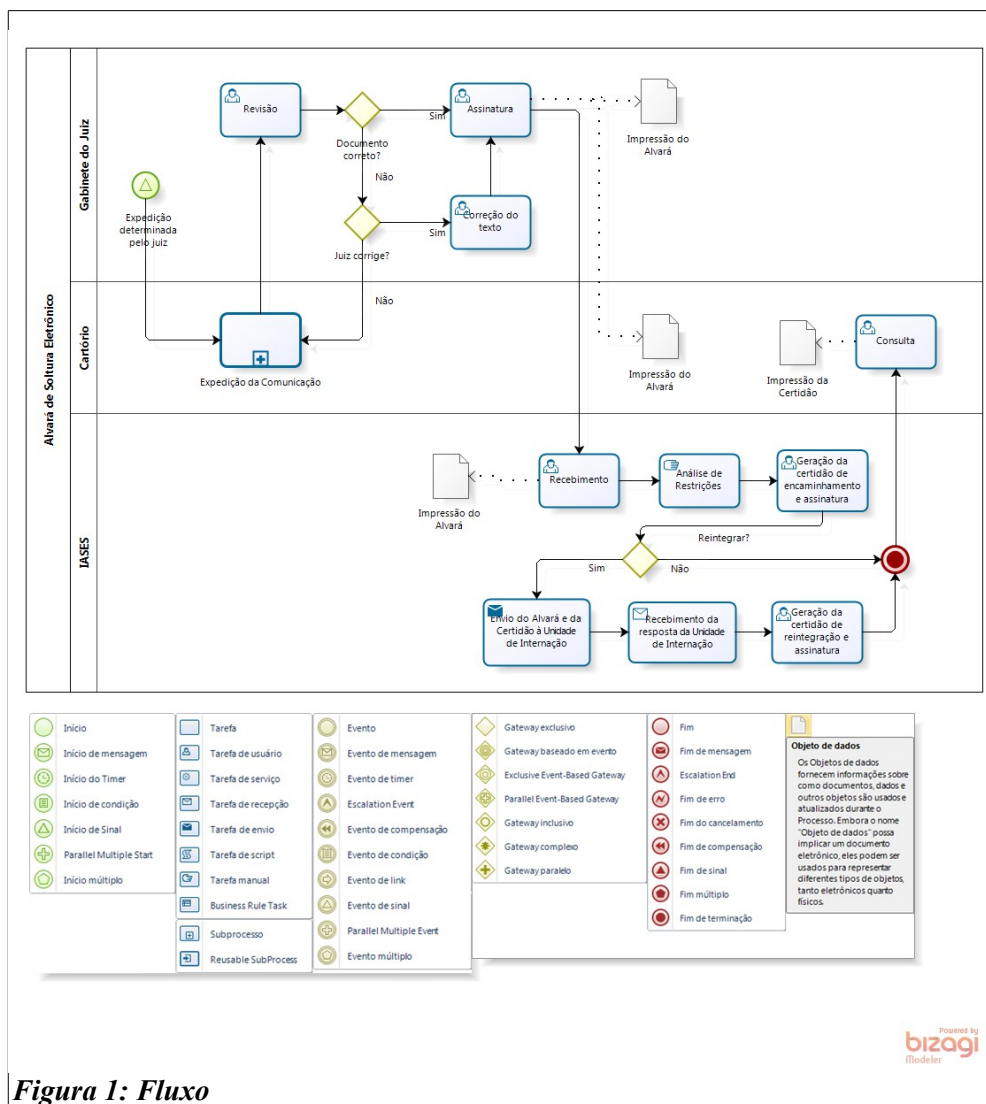 Alvará de Soltura Eletrônico
Gabinete do Juiz
Revisão
Documento
correto?
Sim
Não
Assinatura
Impressão do
Alvará
Expedição
determinada
pelo juiz
Juiz corrige?
Sim
Não
Correção do
texto
Cartório
Expedição da Comunicação
Impressão do
Alvará
Impressão da
Certidão
Consulta
IASES
Impressão do
Alvará
Recebimento
Análise de
Restrições
Geração da
certidão de
encaminhamento
e assinatura
Reintegrar?
Sim
Não
Envio do Alvará e da
Certidão à Unidade
de Internação
Recebimento da
resposta da Unidade
de Internação
Geração da
certidão de
reintegração e
assinatura
Início
Início de mensagem
Início do Timer
Início de condição
Início de Sinal
Parallel Multiple Start
Início múltiplo
Tarefa
Tarefa de usuário
Tarefa de serviço
Tarefa de recepção
Tarefa de envio
Tarefa de script
Tarefa manual
Business Rule Task
Subprocesso
Reusable SubProcess
Evento
Evento de mensagem
Evento de timer
Escalation Event
Evento de compensação
Evento de condição
Evento de link
Evento de sinal
Parallel Multiple Event
Evento múltiplo
Gateway exclusivo
Gateway baseado em evento
Exclusive Event-Based Gateway
Parallel Event-Based Gateway
Gateway inclusivo
Gateway complexo
Gateway paralelo
Fim
Fim de mensagem
Escalation End
Fim de erro
Fim do cancelamento
Fim de compensação
Fim de sinal
Fim múltiplo
Fim de terminação
Objeto de dados
Os Objetos de dados
fornecem informações sobre
como documentos, dados e
outros objetos são usados e
atualizados durante o
Processo. Embora o nome
"Objeto de dados" possa
implicar um documento
eletrônico, eles podem ser
usados para representar
diferentes tipos de objetos,
tanto eletrônicos quanto
físicos.
Powered by
bizagi
Modeler
Figura 1: Fluxo